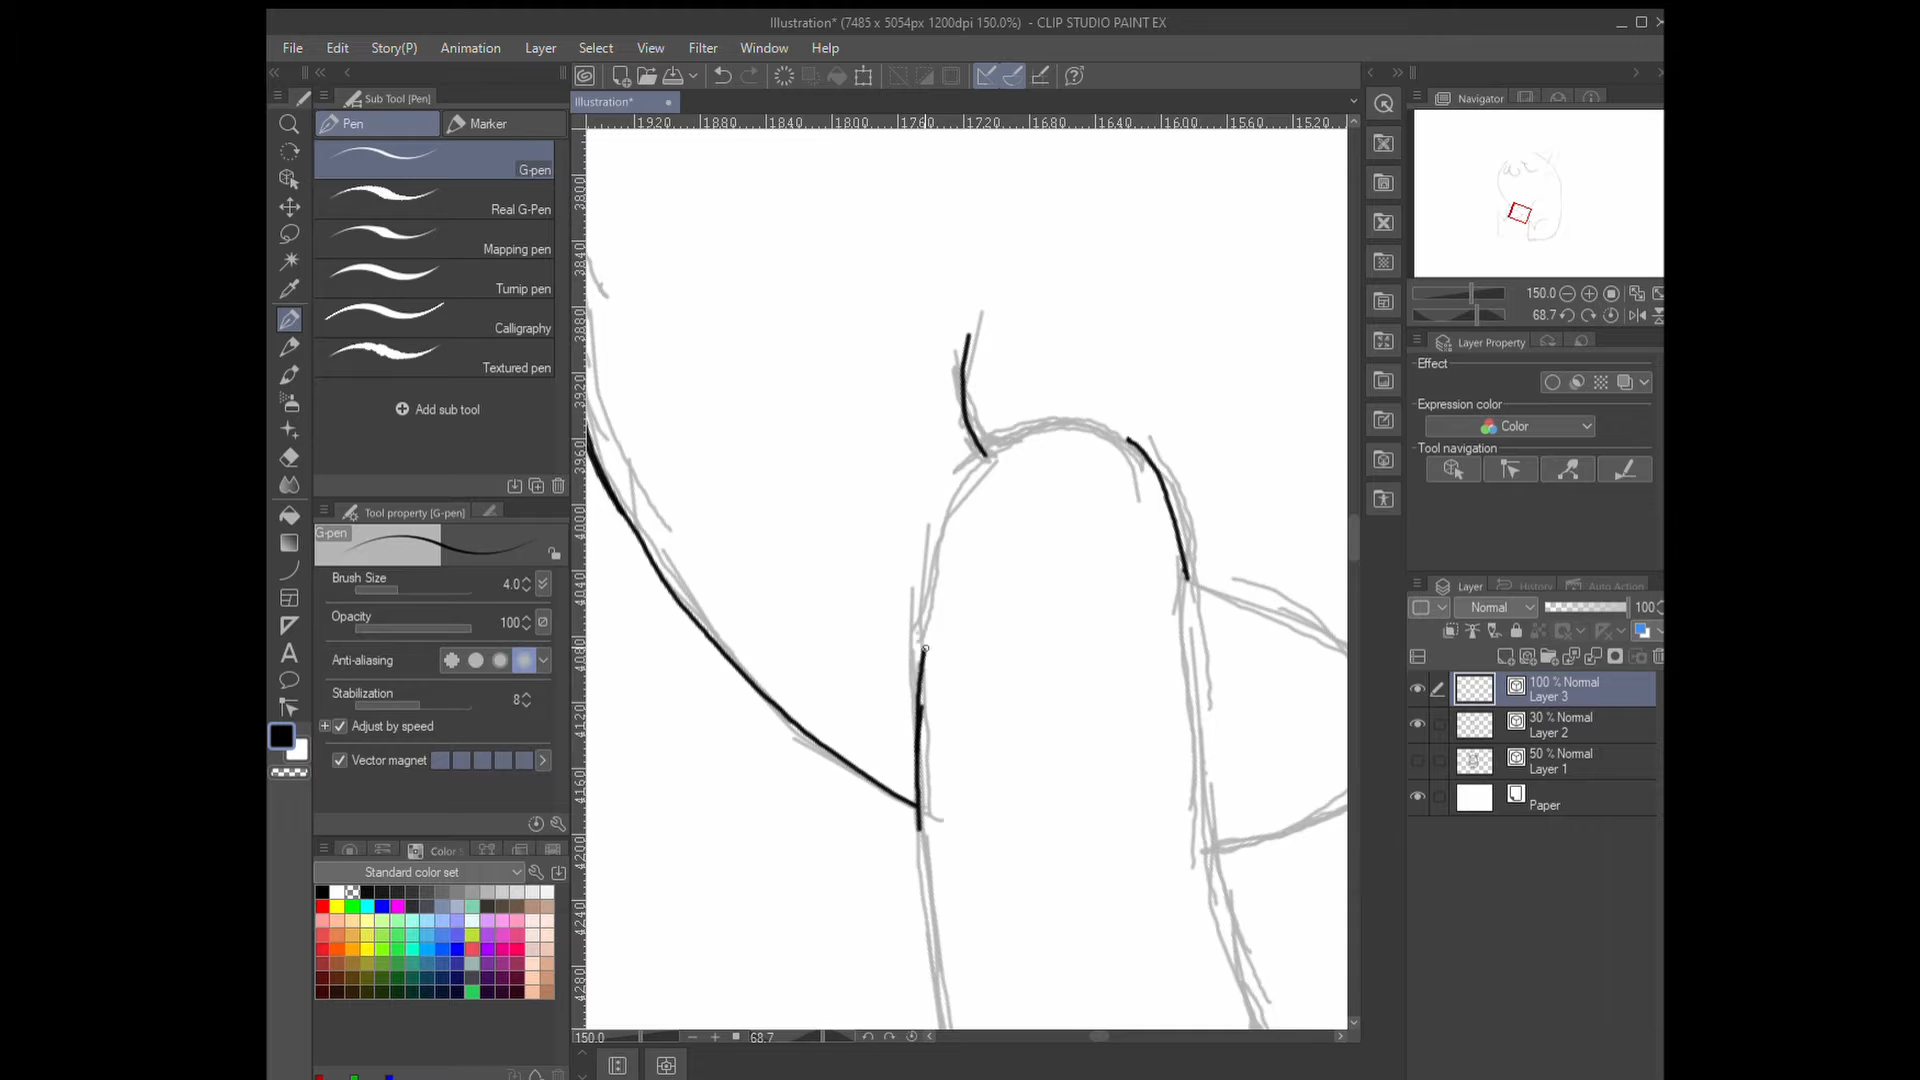 Illustration* (7485 x 5054px 1200dpi 150.0%) - CLIP STUDIO PAINT EX
File Edit Story(P) Animation Layer Select View Filter Window Help
Sub Tool [Pen]
Illustration*
Navigator
Pen
Marker
1920 1880 1840 1800 1760 1720 1680 1640 1600 1560 1520
G-pen
Real G-Pen
Mapping pen
Turnip pen
Calligraphy
Textured pen
Add sub tool
3800
3840
3880
3920
3960
4000
4040
4080
4120
4160
4200
4240
4280
150.0
68.7
Layer Property
Effect
Expression color
Color
Tool navigation
Tool property [G-pen]
G-pen
Brush Size 4.0
Opacity 100
Anti-aliasing
Stabilization 8
Adjust by speed
Vector magnet
Layer
History
Auto Action
Normal 100
100 % Normal
Layer 3
30 % Normal
Layer 2
50 % Normal
Layer 1
Paper
Color
Standard color set
150.0 68.7